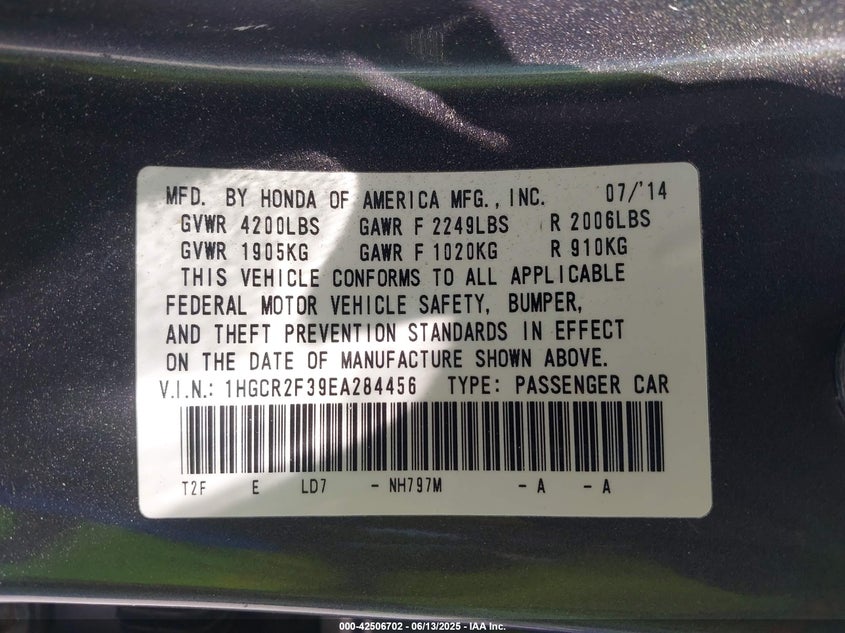 MFD. BY HONDA OF AMERICA MFG., INC. 07/'14
GVWR 4200LBS GAWR F 2249LBS R 2006LBS
GVWR 1905KG GAWR F 1020KG R 910KG
THIS VEHICLE CONFORMS TO ALL APPLICABLE
FEDERAL MOTOR VEHICLE SAFETY, BUMPER,
AND THEFT PREVENTION STANDARDS IN EFFECT
ON THE DATE OF MANUFACTURE SHOWN ABOVE.
V.I.N.: 1HGCR2F39EA284456 TYPE: PASSENGER CAR
T2F E LD7 - NH797M - A - A
000-42506702 - 06/13/2025 - IAA Inc.